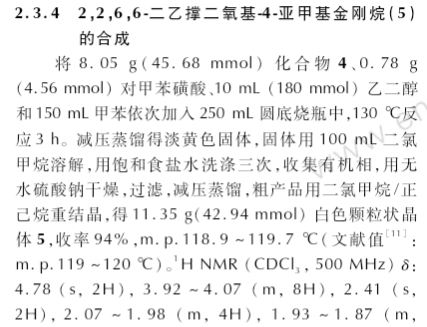 2.3.4 2,2,6,6-二乙撑二氧基-4-亚甲基金刚烷(5)
的合成
将 8.05 g(45.68 mmol) 化合物 4、0.78 g
(4.56 mmol) 对甲苯磺酸、10 mL (180 mmol) 乙二醇
和150 mL 甲苯依次加入 250 mL 圆底烧瓶中,130 ℃反
应3 h。减压蒸馏得淡黄色固体,固体用 100 mL 二氯
甲烷溶解,用饱和食盐水洗涤三次,收集有机相,用无
水硫酸钠干燥,过滤,减压蒸馏,粗产品用二氯甲烷/正
己烷重结晶,得11.35 g(42.94 mmol) 白色颗粒状晶
体 5,收率 94%,m.p.118.9 ~119.7 ℃(文献值[11]:
m.p.119 ~120 ℃)。¹H NMR (CDCl₃,500 MHz) δ:
4.78 (s, 2H), 3.92 ~4.07 (m, 8H), 2.41 (s,
2H), 2.07 ~1.98 (m, 4H), 1.93 ~1.87 (m,